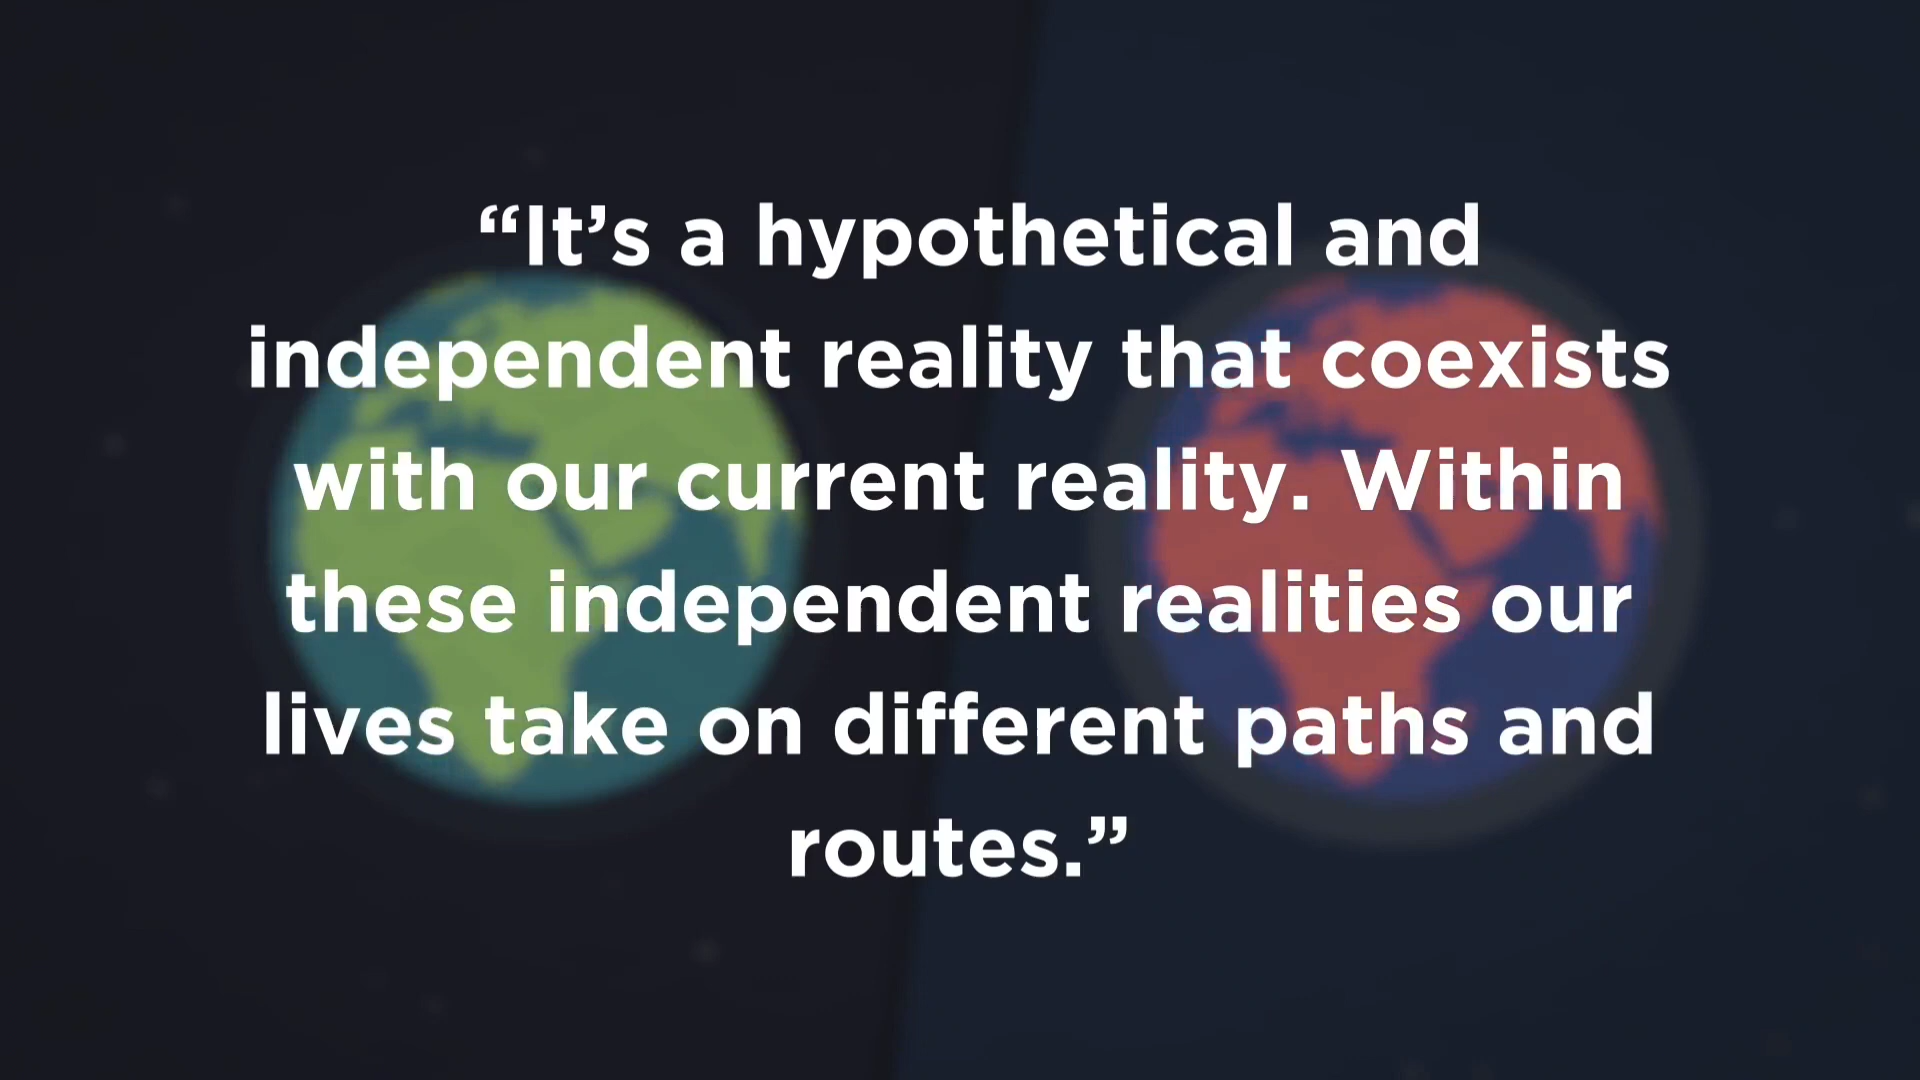 “It’s a hypothetical and
independent reality that coexists
with our current reality. Within
these independent realities our
lives take on different paths and
routes.”